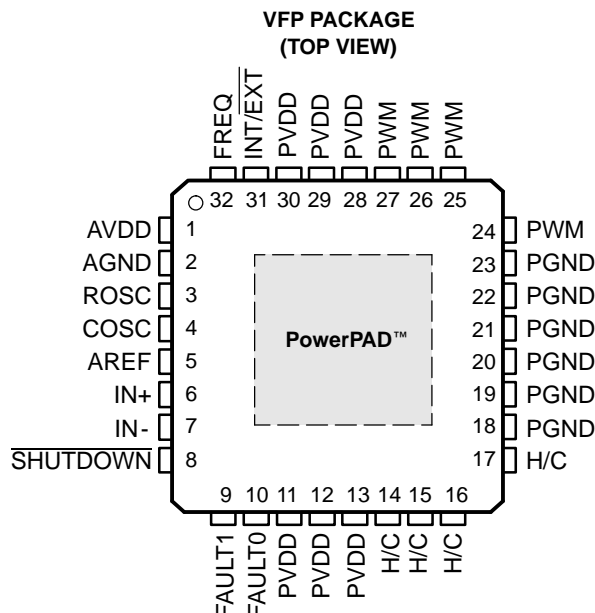 VFP PACKAGE
(TOP VIEW)
FREQ
INT/EXT
PVDD
PVDD
PVDD
PWM
PWM
PWM
32 31 30 29 28 27 26 25
AVDD 1
AGND 2
ROSC 3
COSC 4
AREF 5
IN+ 6
IN- 7
SHUTDOWN 8
PowerPAD™
24 PWM
23 PGND
22 PGND
21 PGND
20 PGND
19 PGND
18 PGND
17 H/C
9 10 11 12 13 14 15 16
FAULT1
FAULT0
PVDD
PVDD
PVDD
H/C
H/C
H/C